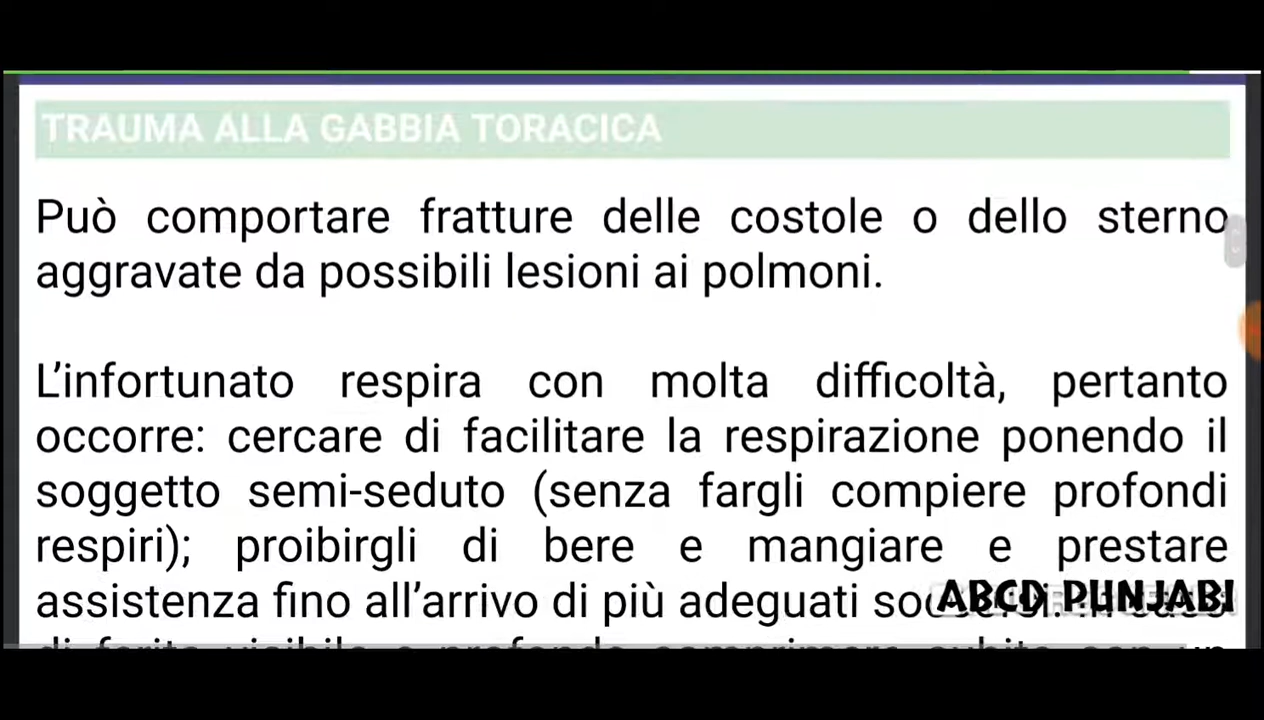 TRAUMA ALLA GABBIA TORACICA
Può comportare fratture delle costole o dello sterno
aggravate da possibili lesioni ai polmoni.
L'infortunato respira con molta difficoltà, pertanto
occorre: cercare di facilitare la respirazione ponendo il
soggetto semi-seduto (senza fargli compiere profondi
respiri); proibirgli di bere e mangiare e prestare
assistenza fino all'arrivo di più adeguati
ABCD PUNJABI